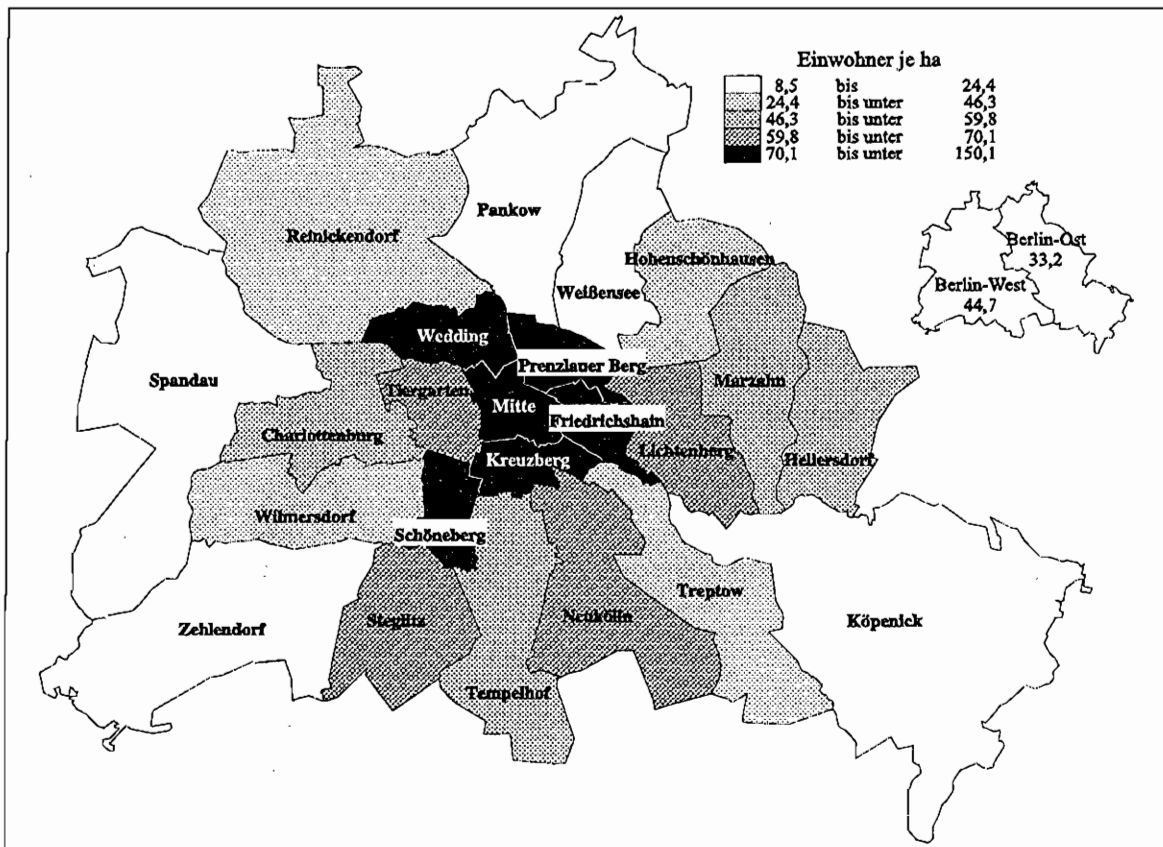 Einwohner je ha
8,5 bis 24,4
24,4 bis unter 46,3
46,3 bis unter 59,8
59,8 bis unter 70,1
70,1 bis unter 150,1
Pankow
Reinickendorf
Hohenschönhausen
Weißensee
Berlin-Ost
33,2
Berlin-West
44,7
Wedding
Prenzlauer Berg
Spandau
Tiergarten
Marzahn
Mitte
Friedrichshain
Charlottenburg
Lichtenberg
Hellersdorf
Kreuzberg
Wilmersdorf
Schöneberg
Treptow
Zehlendorf
Steglitz
Neukölln
Köpenick
Tempelhof